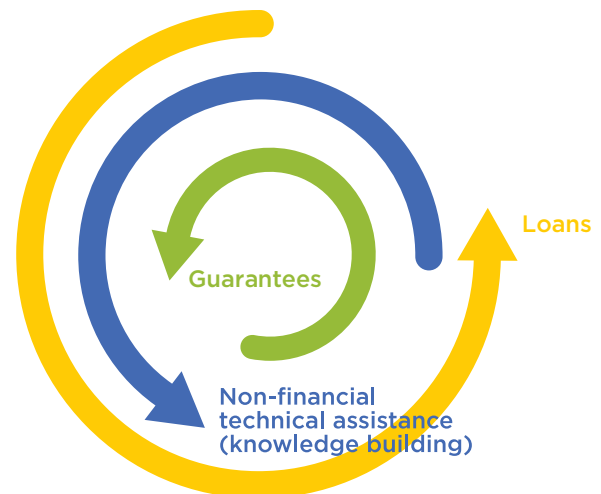 Loans
Guarantees
Non-financial
technical assistance
(knowledge building)